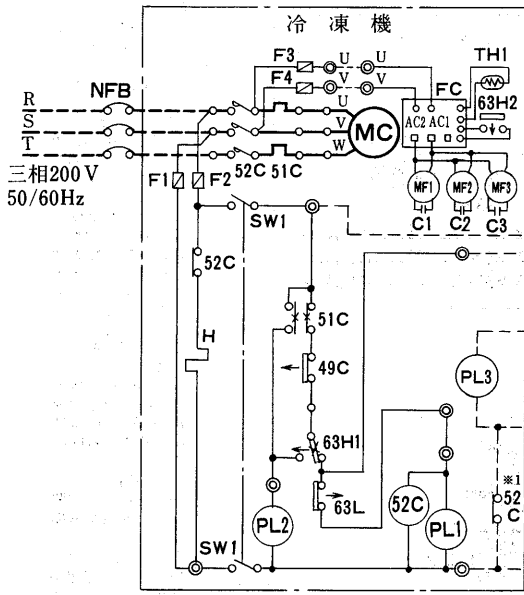 冷凍機
F3 U U
F4 V V
TH1
FC
63H2
NFB
R
S
T
U
V
W
MC
AC2 AC1
52C 51C
三相200V
50/60Hz
F1 F2
MF1 MF2 MF3
C1 C2 C3
SW1
52C
51C
H
49C
PL3
63H1
※1
52
C
63L
52C
PL2
PL1
SW1